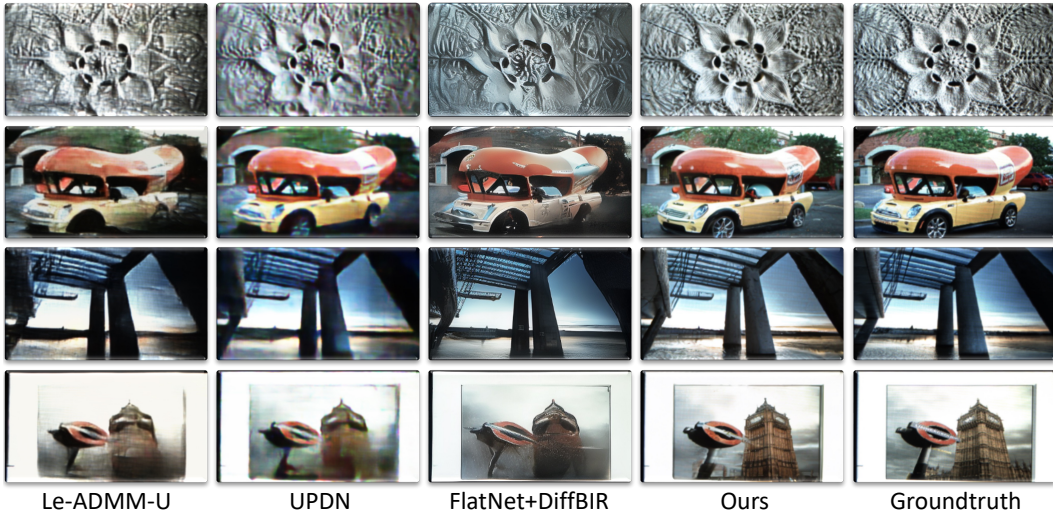 Le-ADMM-U
UPDN
FlatNet+DiffBIR
Ours
Groundtruth